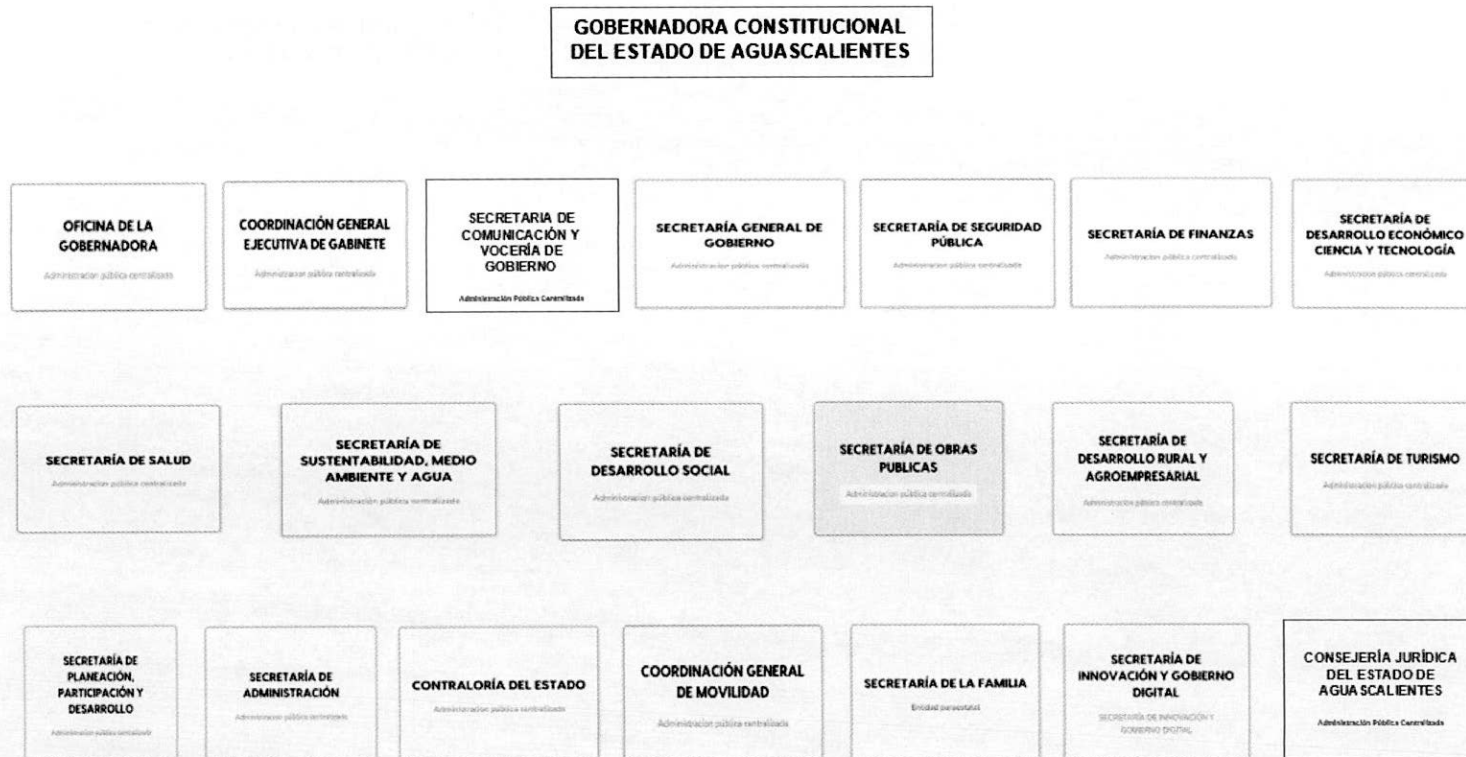 GOBERNADORA CONSTITUCIONAL
DEL ESTADO DE AGUASCALIENTES
OFICINA DE LA
GOBERNADORA
Administracion pública centralizada
COORDINACIÓN GENERAL
EJECUTIVA DE GABINETE
Administracion pública centralizada
SECRETARIA DE
COMUNICACIÓN Y
VOCERÍA DE
GOBIERNO
Administración Pública Centralizada
SECRETARÍA GENERAL DE
GOBIERNO
Administracion pública centralizada
SECRETARÍA DE SEGURIDAD
PÚBLICA
Administracion pública centralizada
SECRETARÍA DE FINANZAS
Administracion pública centralizada
SECRETARÍA DE
DESARROLLO ECONÓMICO
CIENCIA Y TECNOLOGÍA
Administracion pública centralizada
SECRETARÍA DE SALUD
Administracion pública centralizada
SECRETARÍA DE
SUSTENTABILIDAD, MEDIO
AMBIENTE Y AGUA
Administración pública centralizada
SECRETARÍA DE
DESARROLLO SOCIAL
Administracion pública centralizada
SECRETARÍA DE OBRAS
PUBLICAS
Administracion pública centralizada
SECRETARÍA DE
DESARROLLO RURAL Y
AGROEMPRESARIAL
Administracion pública centralizada
SECRETARÍA DE TURISMO
Administracion pública centralizada
SECRETARÍA DE
PLANEACIÓN,
PARTICIPACIÓN Y
DESARROLLO
Administracion pública centralizada
SECRETARÍA DE
ADMINISTRACIÓN
Administracion pública centralizada
CONTRALORÍA DEL ESTADO
Administracion pública centralizada
COORDINACIÓN GENERAL
DE MOVILIDAD
Administracion pública centralizada
SECRETARÍA DE LA FAMILIA
Entidad paraestatal
SECRETARÍA DE
INNOVACIÓN Y GOBIERNO
DIGITAL
SECRETARÍA DE INNOVACIÓN Y
GOBIERNO DIGITAL
CONSEJERÍA JURÍDICA
DEL ESTADO DE
AGUASCALIENTES
Administración Pública Centralizada